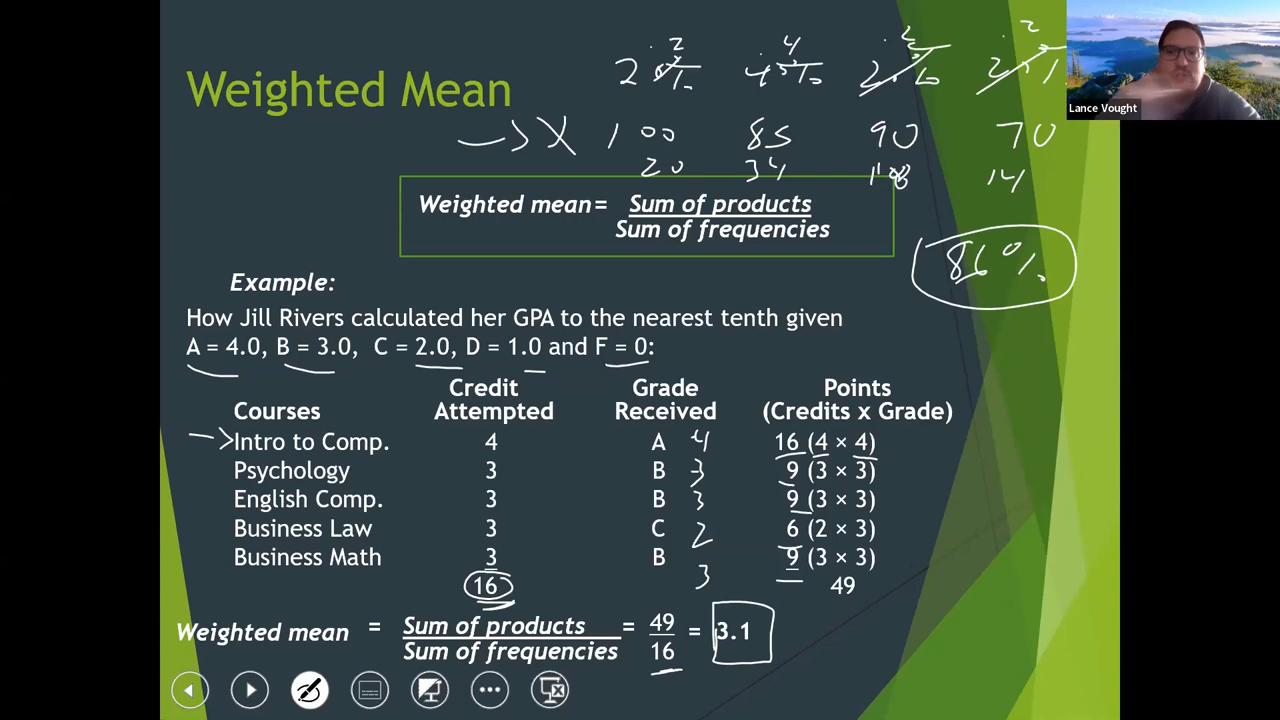 2 4 2 2
Weighted Mean
→ X 100 85 90 70
20 34 18 14
Weighted mean = Sum of products
Sum of frequencies
86%
Example:
How Jill Rivers calculated her GPA to the nearest tenth given
A = 4.0, B = 3.0, C = 2.0, D = 1.0 and F = 0:
Credit Grade Points
Courses Attempted Received (Credits x Grade)
Intro to Comp. 4 A 4 16 (4 × 4)
Psychology 3 B 3 9 (3 × 3)
English Comp. 3 B 3 9 (3 × 3)
Business Law 3 C 2 6 (2 × 3)
Business Math 3 B 3 9 (3 × 3)
16 49
Weighted mean = Sum of products = 49 = 3.1
Sum of frequencies 16
Lance Vought